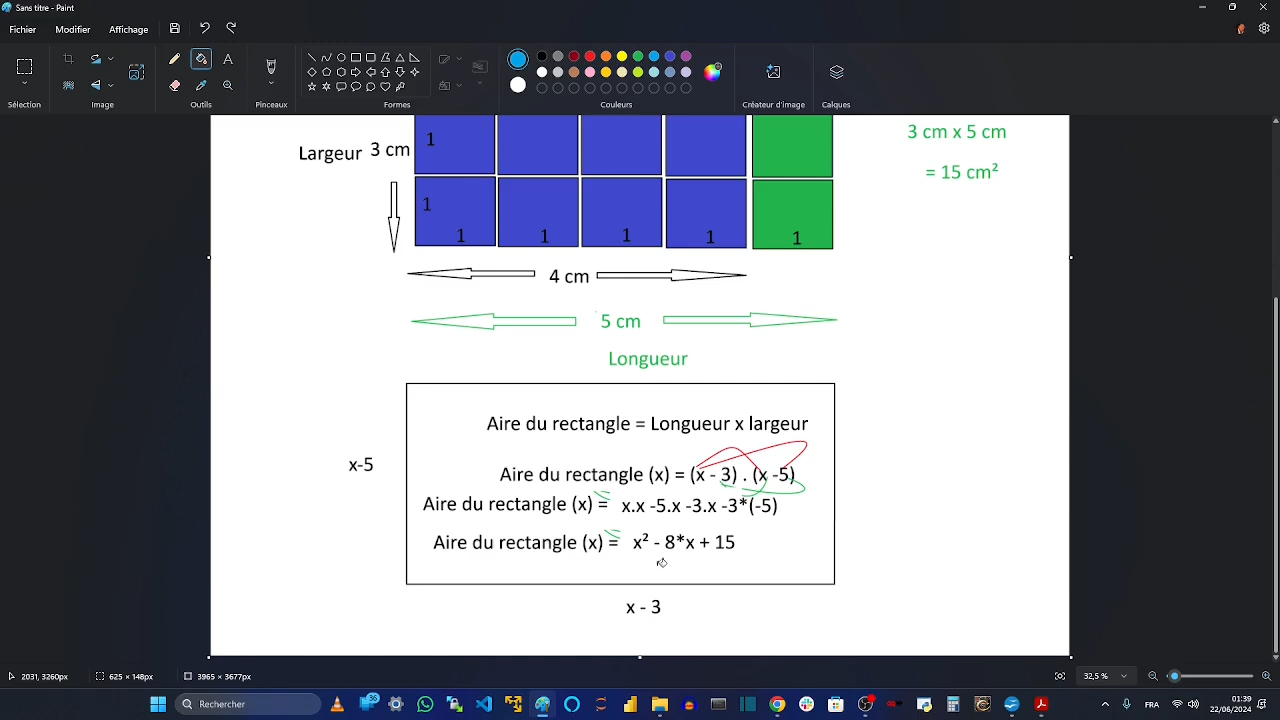 Sans titre - Paint
Fichier Modifier Affichage
Sélection Image Outils Pinceaux Formes Couleurs Créateur d'image Calques
3 cm x 5 cm
= 15 cm²
Largeur 3 cm 1
1
1 1 1 1 1
4 cm
5 cm
Longueur
Aire du rectangle = Longueur x largeur
x-5
Aire du rectangle (x) = (x - 3) . (x -5)
Aire du rectangle (x) = x.x -5.x -3.x -3*(-5)
Aire du rectangle (x) = x² - 8*x + 15
x - 3
2031, 2080px 625 × 146px 3965 × 3677px 32,5%
Rechercher 36 FRA 01:39
22/06/2024